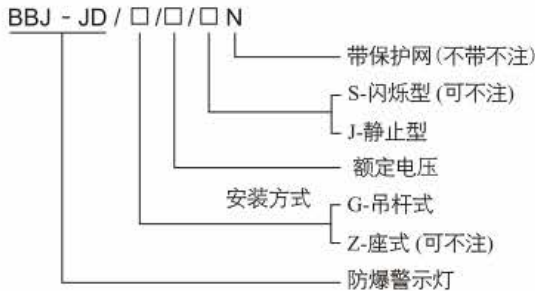 BBJ - JD / □ / □ / □ N
带保护网(不带不注)
S-闪烁型 (可不注)
J-静止型
额定电压
安装方式
G-吊杆式
Z-座式 (可不注)
防爆警示灯